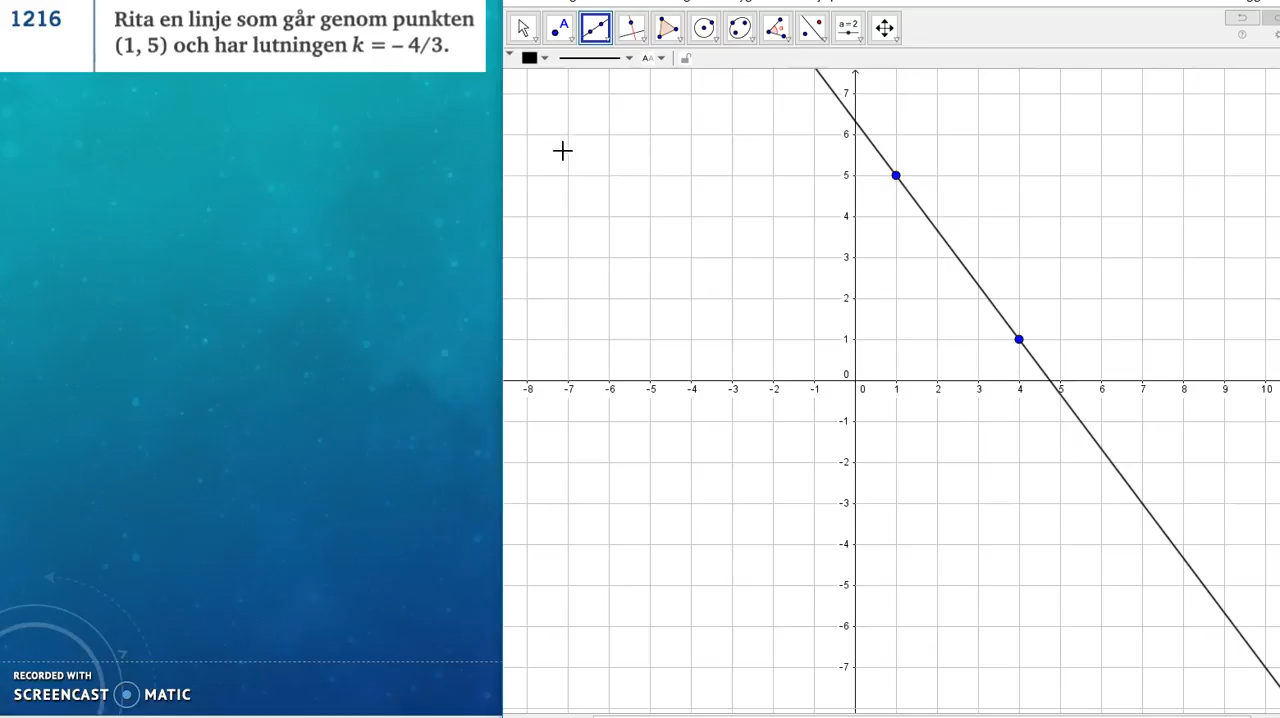 1216
Rita en linje som går genom punkten
(1, 5) och har lutningen k = – 4/3.
A
a=2
AA
7
6
5
4
3
2
1
0
-8 -7 -6 -5 -4 -3 -2 -1 0 1 2 3 4 5 6 7 8 9 10
-1
-2
-3
-4
-5
-6
-7
RECORDED WITH
SCREENCAST MATIC